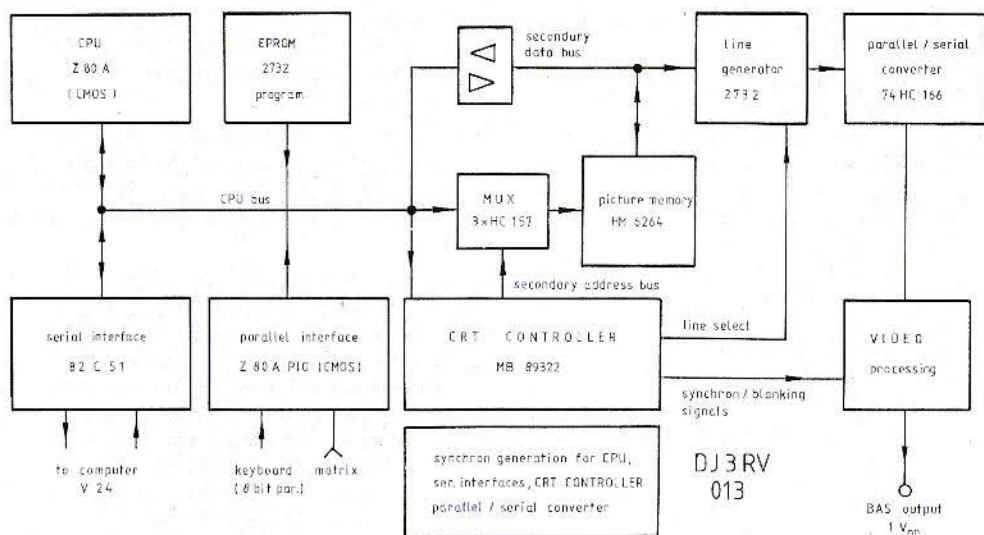 CPU
Z 80 A
(CMOS)
EPROM
2732
program
secondary
data bus
line
generator
2732
parallel / serial
converter
74 HC 166
CPU bus
MUX
3×HC 157
picture memory
HM 6264
secondary address bus
serial interface
82 C 51
parallel interface
Z 80 A PIO (CMOS)
CRT CONTROLLER
MB 89322
line select
VIDEO
processing
synchron / blanking
signals
to computer
V 24
keyboard matrix
(8 bit par.)
synchron generation for CPU,
ser. interfaces, CRT CONTROLLER
parallel / serial converter
DJ 3 RV
013
BAS output
1 Vpp